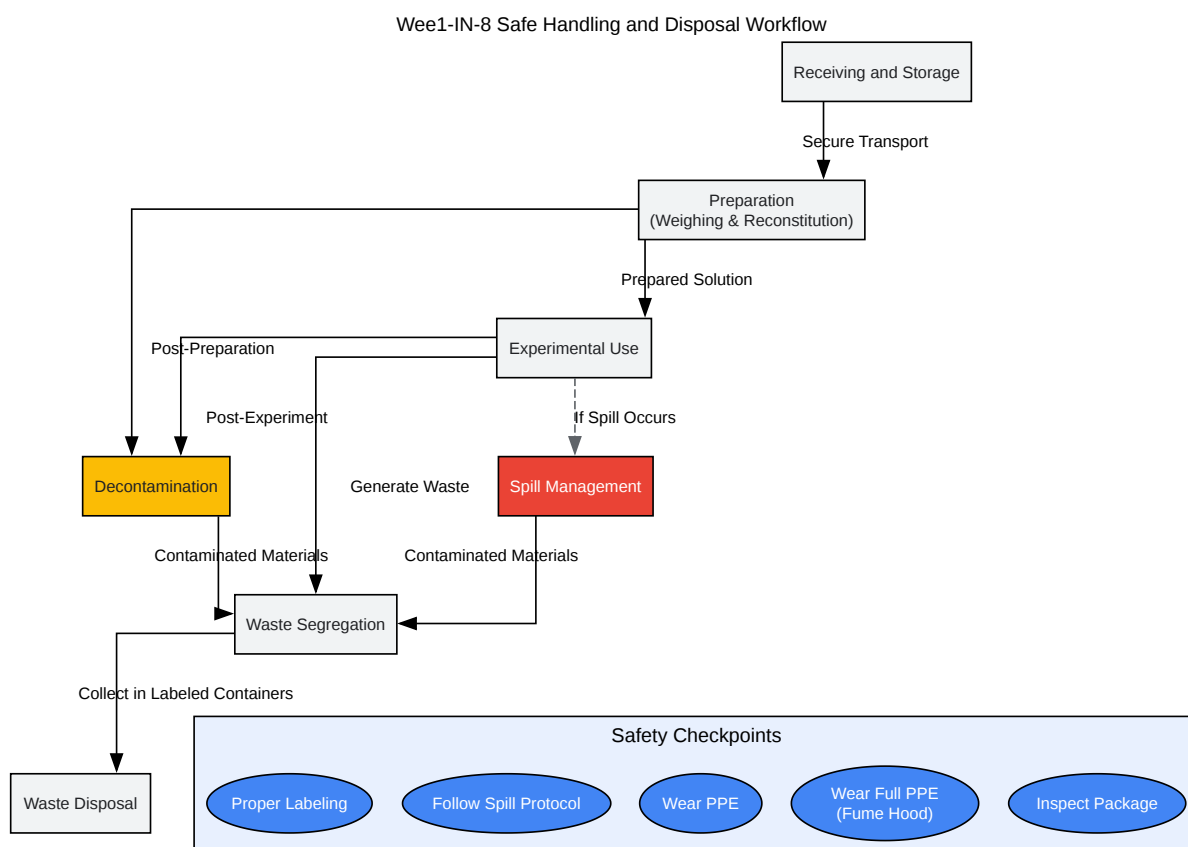 Wee1-IN-8 Safe Handling and Disposal Workflow
Receiving and Storage
Secure Transport
Preparation
(Weighing & Reconstitution)
Prepared Solution
Experimental Use
Post-Preparation
Post-Experiment
If Spill Occurs
Decontamination
Generate Waste
Spill Management
Contaminated Materials
Contaminated Materials
Waste Segregation
Collect in Labeled Containers
Safety Checkpoints
Waste Disposal
Proper Labeling
Follow Spill Protocol
Wear PPE
Wear Full PPE
(Fume Hood)
Inspect Package